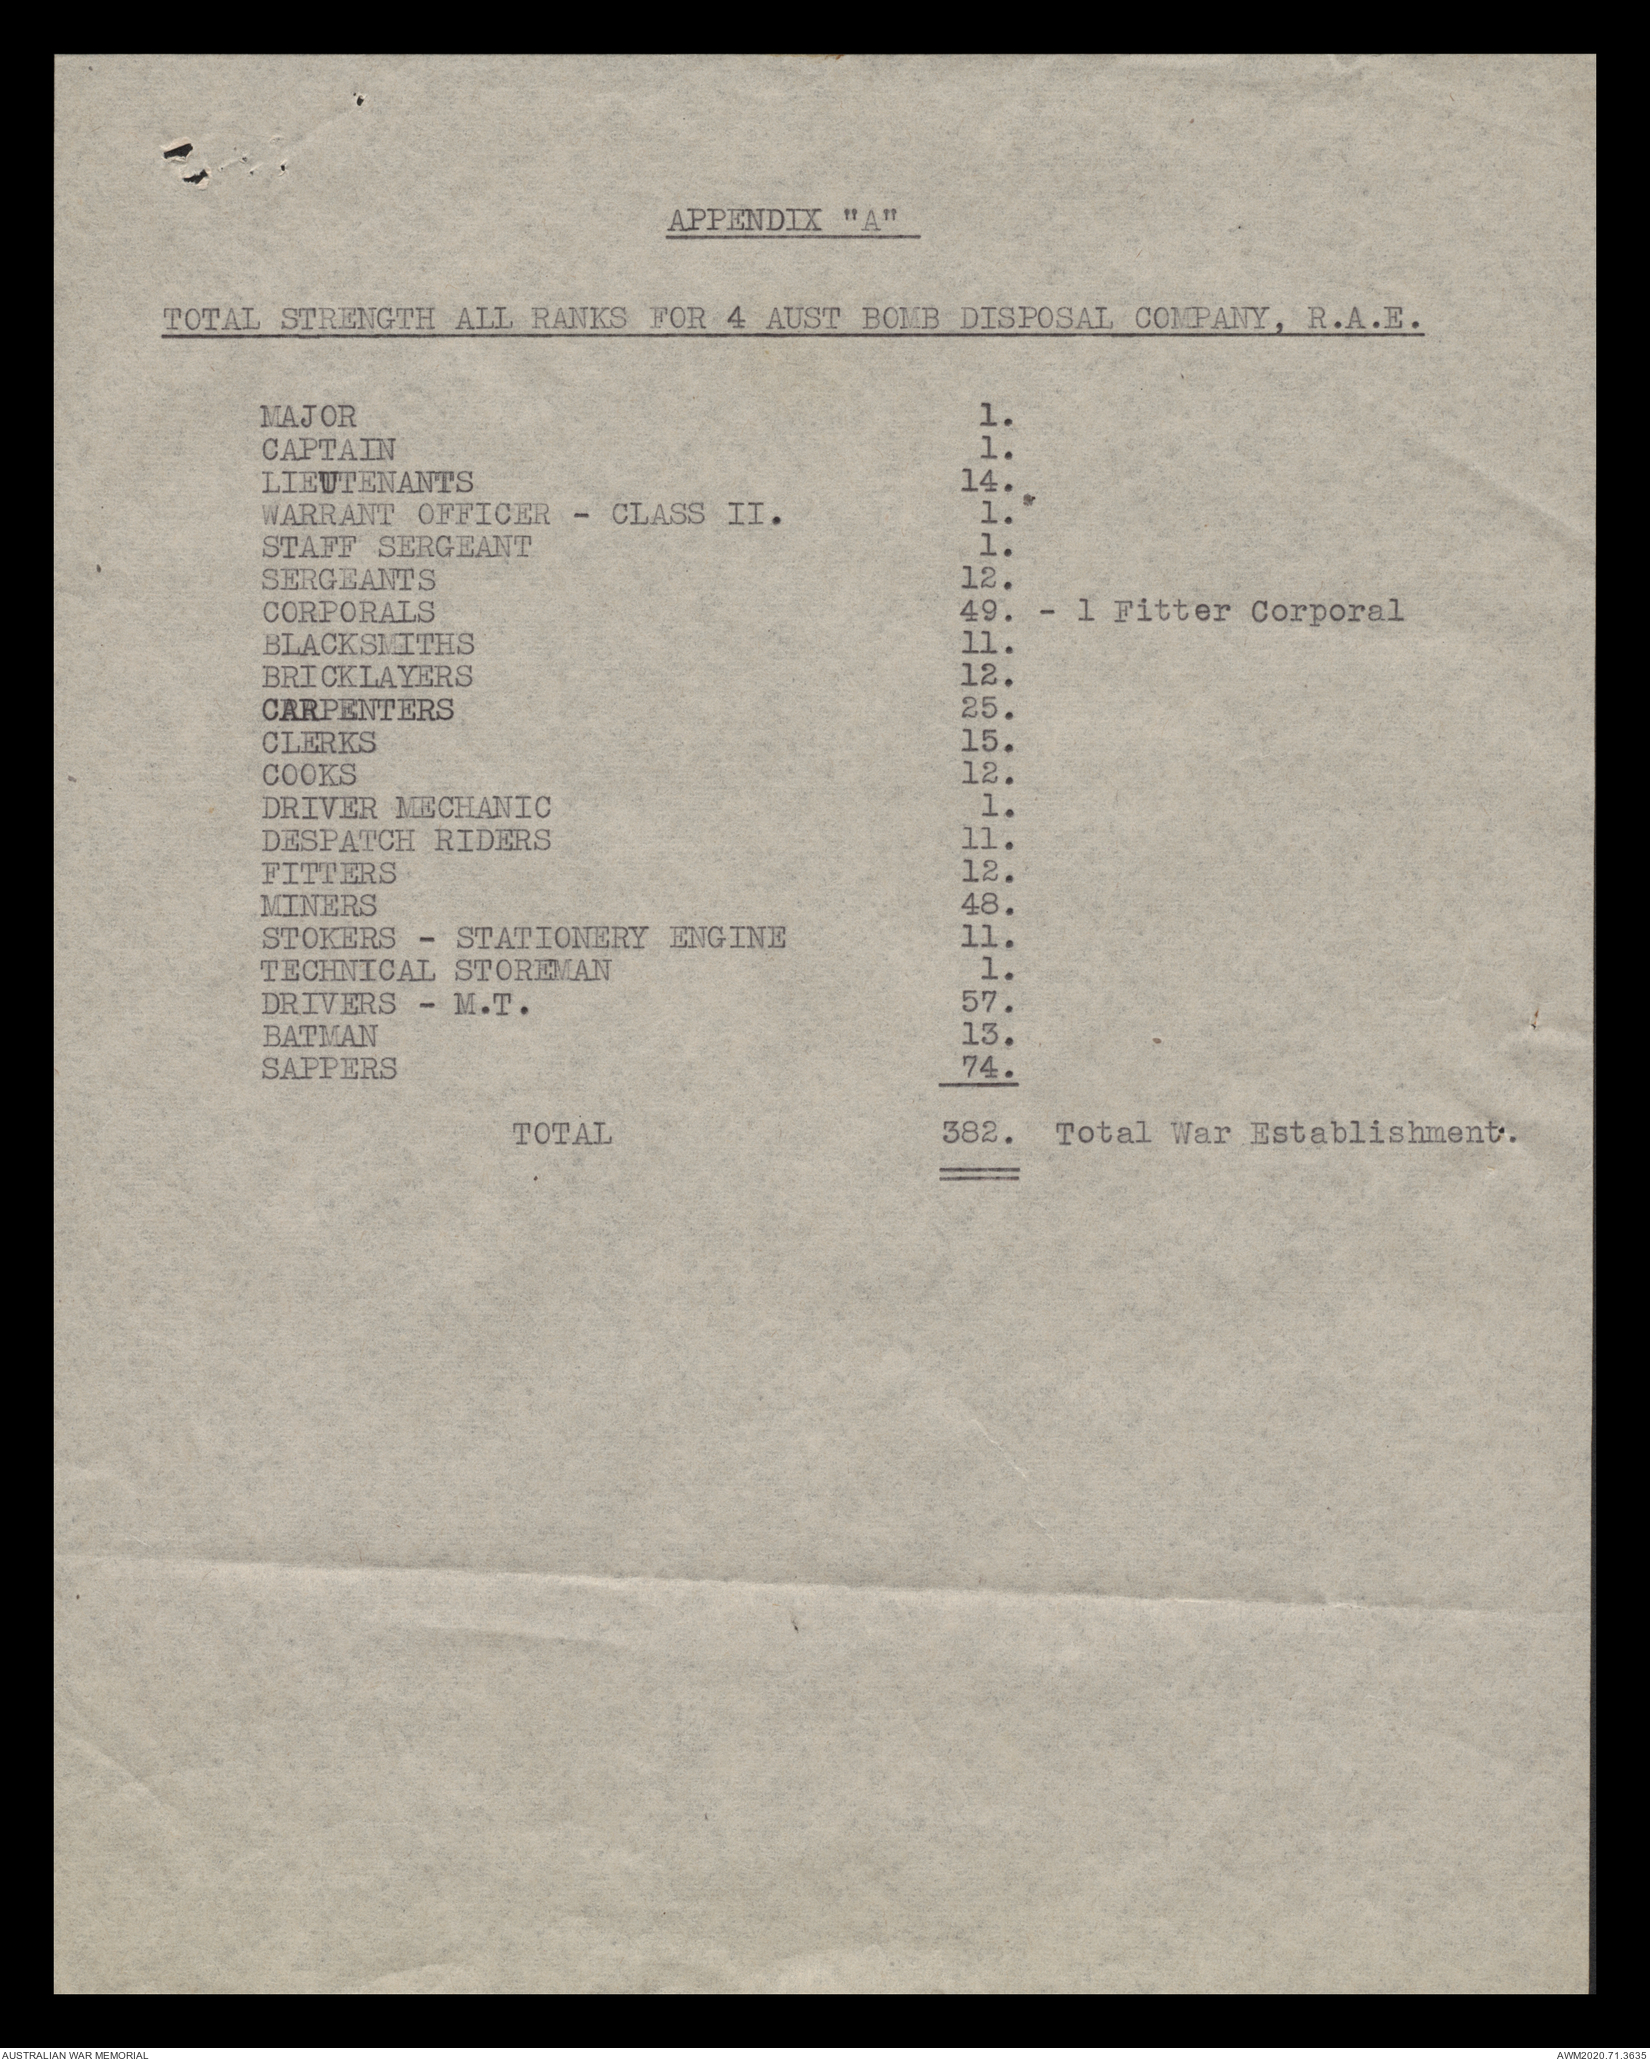 APPENDIX "A"
TOTAL STRENGTH ALL RANKS FOR 4 AUST BOMB DISPOSAL COMPANY, R.A.E.
MAJOR 1.
CAPTAIN 1.
LIEUTENANTS 14.
WARRANT OFFICER - CLASS II. 1.
STAFF SERGEANT 1.
SERGEANTS 12.
CORPORALS 49. - 1 Fitter Corporal
BLACKSMITHS 11.
BRICKLAYERS 12.
CARPENTERS 25.
CLERKS 15.
COOKS 12.
DRIVER MECHANIC 1.
DESPATCH RIDERS 11.
FITTERS 12.
MINERS 48.
STOKERS - STATIONERY ENGINE 11.
TECHNICAL STOREMAN 1.
DRIVERS - M.T. 57.
BATMAN 13.
SAPPERS 74.
TOTAL 382. Total War Establishment.
AUSTRALIAN WAR MEMORIAL AWM2020.71.3635